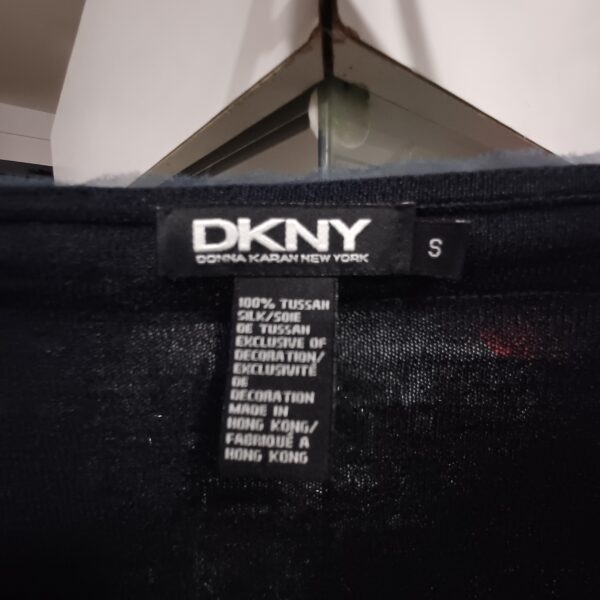 DKNY
DONNA KARAN NEW YORK
S
100% TUSSAH
SILK/SOIE
DE TUSSAH
EXCLUSIVE OF
DECORATION/
EXCLUSIVITÉ
DE
DECORATION
MADE IN
HONG KONG/
FABRIQUÉ A
HONG KONG